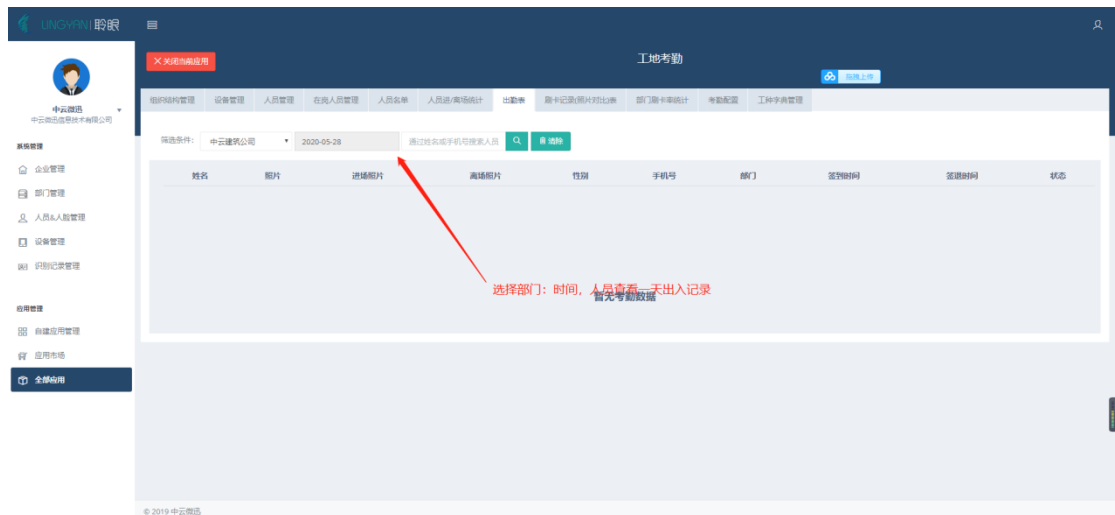 LINGYAN 聆眼
关闭当前应用
工地考勤
拖拽上传
中云微迅
中云微迅信息技术有限公司
组织结构管理 设备管理 人员管理 在岗人员管理 人员名单 人员进/离场统计 出勤表 刷卡记录(照片对比)表 部门刷卡率统计 考勤配置 工种字典管理
筛选条件: 中云建筑公司 2020-05-28 通过姓名或手机号搜索人员 清除
姓名 照片 进场照片 离场照片 性别 手机号 部门 签到时间 签退时间 状态
系统管理
企业管理
部门管理
人员&人脸管理
设备管理
识别记录管理
选择部门：时间，人员查看一天出入记录
暂无考勤数据
应用管理
自建应用管理
应用市场
全部应用
© 2019 中云微迅